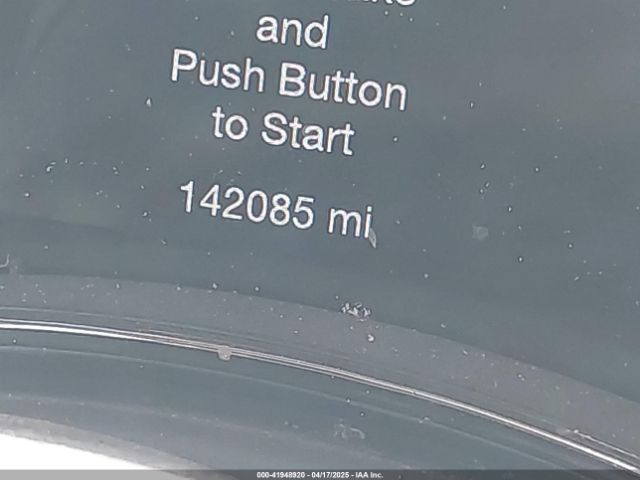 and
Push Button
to Start
142085 mi
000-41948920 - 04/17/2025 - IAA Inc.